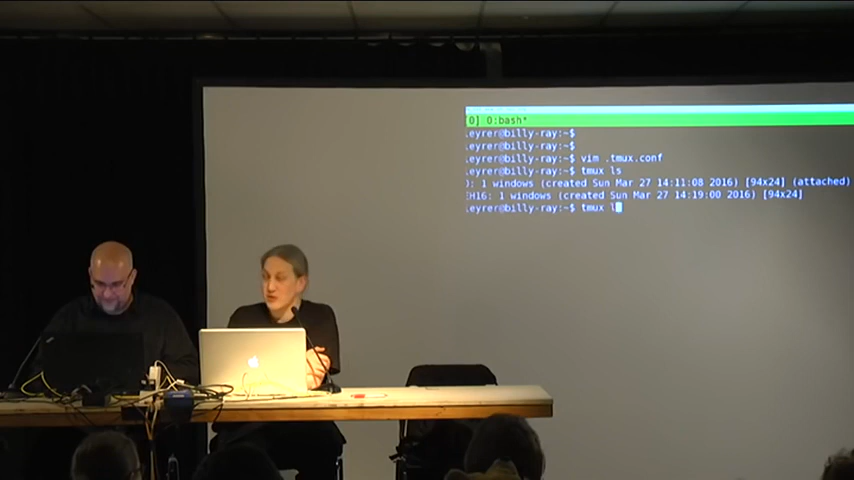 [0] 0:bash*
eyrer@billy-ray:~$
eyrer@billy-ray:~$
eyrer@billy-ray:~$ vim .tmux.conf
eyrer@billy-ray:~$ tmux ls
): 1 windows (created Sun Mar 27 14:11:08 2016) [94x24] (attached)
EH16: 1 windows (created Sun Mar 27 14:19:00 2016) [94x24]
eyrer@billy-ray:~$ tmux l